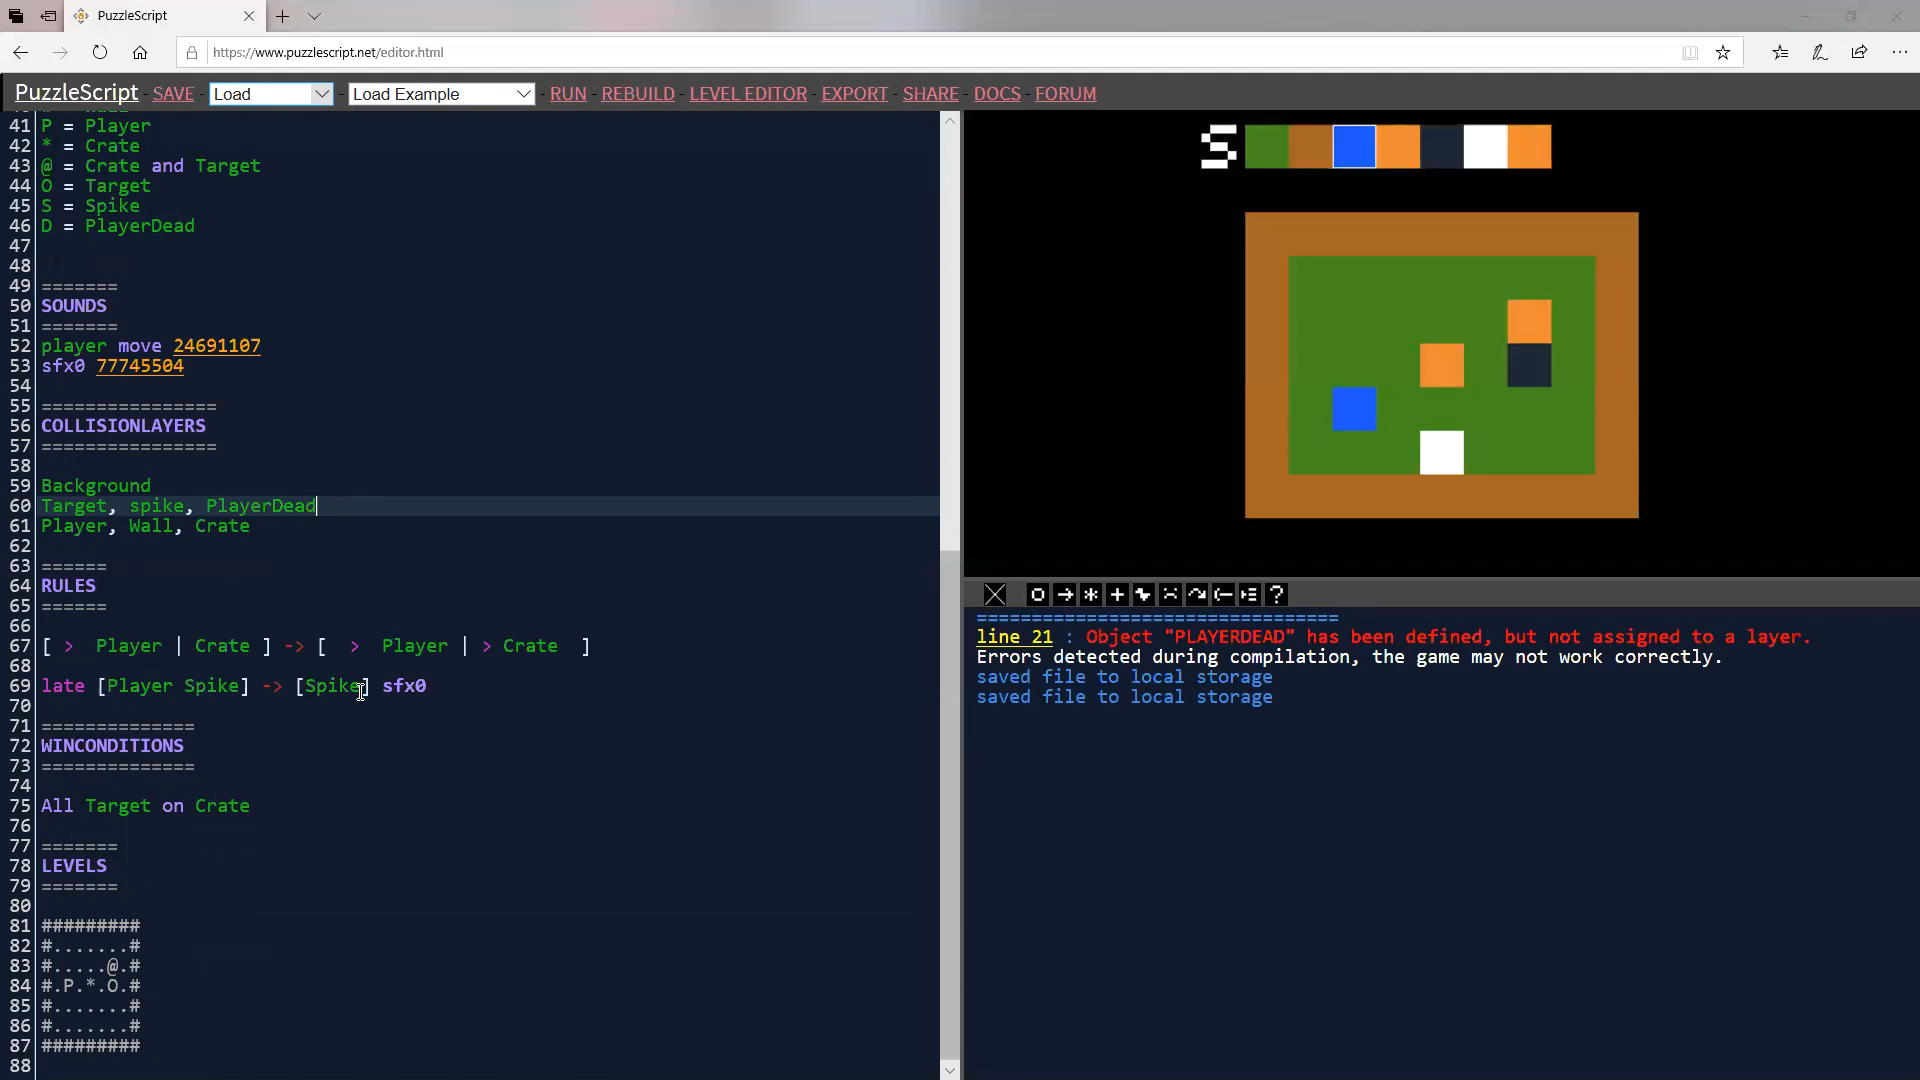 PuzzleScript
https://www.puzzlescript.net/editor.html
PuzzleScript - SAVE - Load - Load Example - RUN - REBUILD - LEVEL EDITOR - EXPORT - SHARE - DOCS - FORUM
41 P = Player
42 * = Crate
43 @ = Crate and Target
44 O = Target
45 S = Spike
46 D = PlayerDead
47
48
49 =======
50 SOUNDS
51 =======
52 player move 24691107
53 sfx0 77745504
54
55 ================
56 COLLISIONLAYERS
57 ================
58
59 Background
60 Target, spike, PlayerDead
61 Player, Wall, Crate
62
63 ======
64 RULES
65 ======
66
67 [ > Player | Crate ] -> [ > Player | > Crate ]
68
69 late [Player Spike] -> [Spike] sfx0
70
71 ==============
72 WINCONDITIONS
73 ==============
74
75 All Target on Crate
76
77 =======
78 LEVELS
79 =======
80
81 #########
82 #.......#
83 #.....@.#
84 #.P.*.O.#
85 #.......#
86 #.......#
87 #########
88
S
=================================
line 21 : Object "PLAYERDEAD" has been defined, but not assigned to a layer.
Errors detected during compilation, the game may not work correctly.
saved file to local storage
saved file to local storage